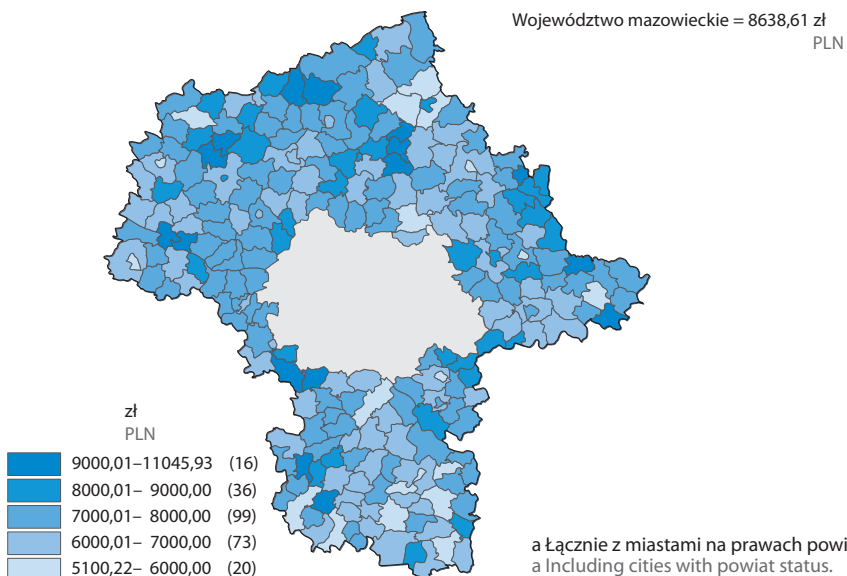 Województwo mazowieckie = 8638,61 zł
PLN
zł
PLN
9000,01–11045,93 (16)
8000,01– 9000,00 (36)
7000,01– 8000,00 (99)
6000,01– 7000,00 (73)
5100,22– 6000,00 (20)
a Łącznie z miastami na prawach powi
a Including cities with powiat status.